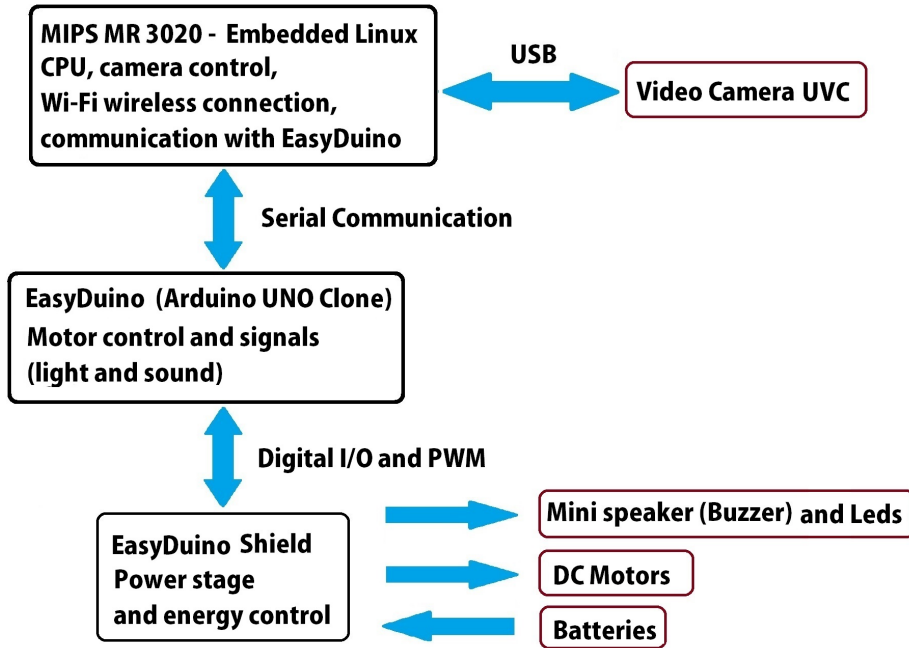 MIPS MR 3020 - Embedded Linux
CPU, camera control,
Wi-Fi wireless connection,
communication with EasyDuino
USB
Video Camera UVC
Serial Communication
EasyDuino (Arduino UNO Clone)
Motor control and signals
(light and sound)
Digital I/O and PWM
EasyDuino Shield
Power stage
and energy control
Mini speaker (Buzzer) and Leds
DC Motors
Batteries